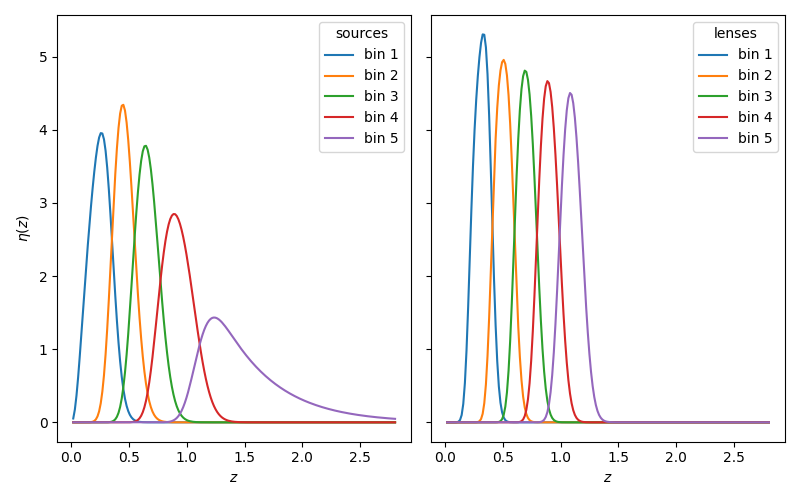 sources
bin 1
bin 2
bin 3
bin 4
bin 5
lenses
bin 1
bin 2
bin 3
bin 4
bin 5
η(z)
5
4
3
2
1
0
0.0 0.5 1.0 1.5 2.0 2.5
0.0 0.5 1.0 1.5 2.0 2.5
z
z